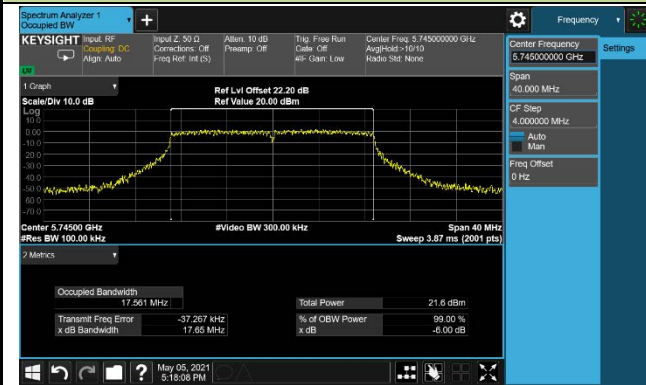 Spectrum Analyzer 1
Occupied BW
+
Frequency
KEYSIGHT
Input: RF
Coupling: DC
Align: Auto
Input Z: 50 Ω
Corrections: Off
Freq Ref: Int (S)
Atten: 10 dB
Preamp: Off
Trig: Free Run
Gate: Off
#IF Gain: Low
Center Freq: 5.745000000 GHz
Avg|Hold:>10/10
Radio Std: None
Center Frequency
5.745000000 GHz
Settings
Span
40.000 MHz
CF Step
4.000000 MHz
Auto
Man
Freq Offset
0 Hz
1 Graph
Scale/Div 10.0 dB
Ref Lvl Offset 22.20 dB
Ref Value 20.00 dBm
Log
10.0
0.00
-10.0
-20.0
-30.0
-40.0
-50.0
-60.0
-70.0
Center 5.74500 GHz
#Res BW 100.00 kHz
#Video BW 300.00 kHz
Span 40 MHz
Sweep 3.87 ms (2001 pts)
2 Metrics
Occupied Bandwidth
17.561 MHz
Total Power 21.6 dBm
Transmit Freq Error -37.267 kHz
% of OBW Power 99.00 %
x dB Bandwidth 17.65 MHz
x dB -6.00 dB
?
May 05, 2021
5:18:08 PM